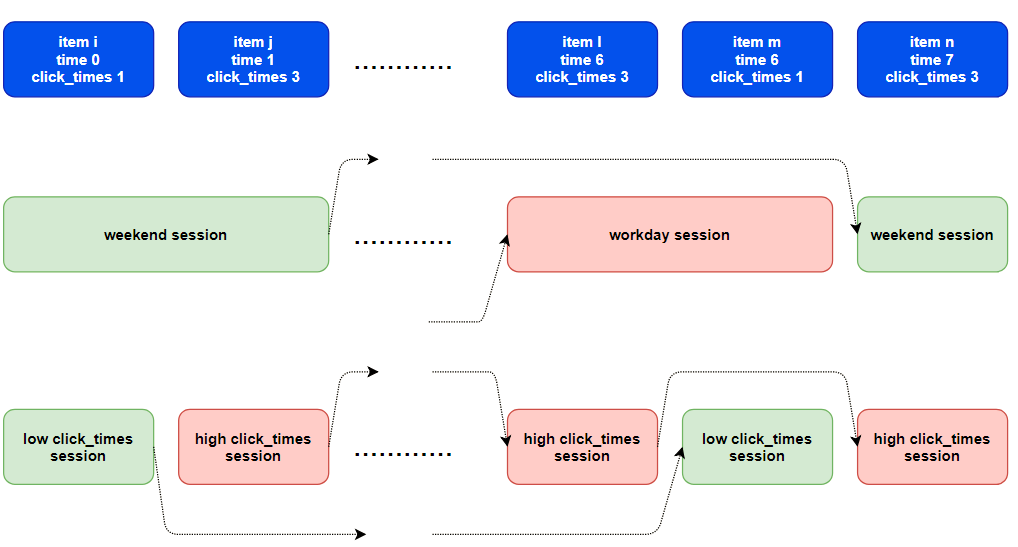 item i
time 0
click_times 1
item j
time 1
click_times 3
............
item l
time 6
click_times 3
item m
time 6
click_times 1
item n
time 7
click_times 3
weekend session
............
workday session
weekend session
low click_times
session
high click_times
session
............
high click_times
session
low click_times
session
high click_times
session